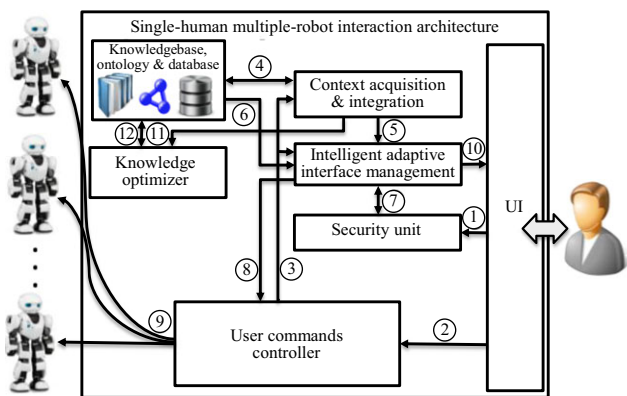 Single-human multiple-robot interaction architecture
Knowledgebase,
ontology & database
4
Context acquisition
& integration
6
5
12
11
10
Knowledge
optimizer
Intelligent adaptive
interface management
7
UI
1
Security unit
8
3
9
2
User commands
controller